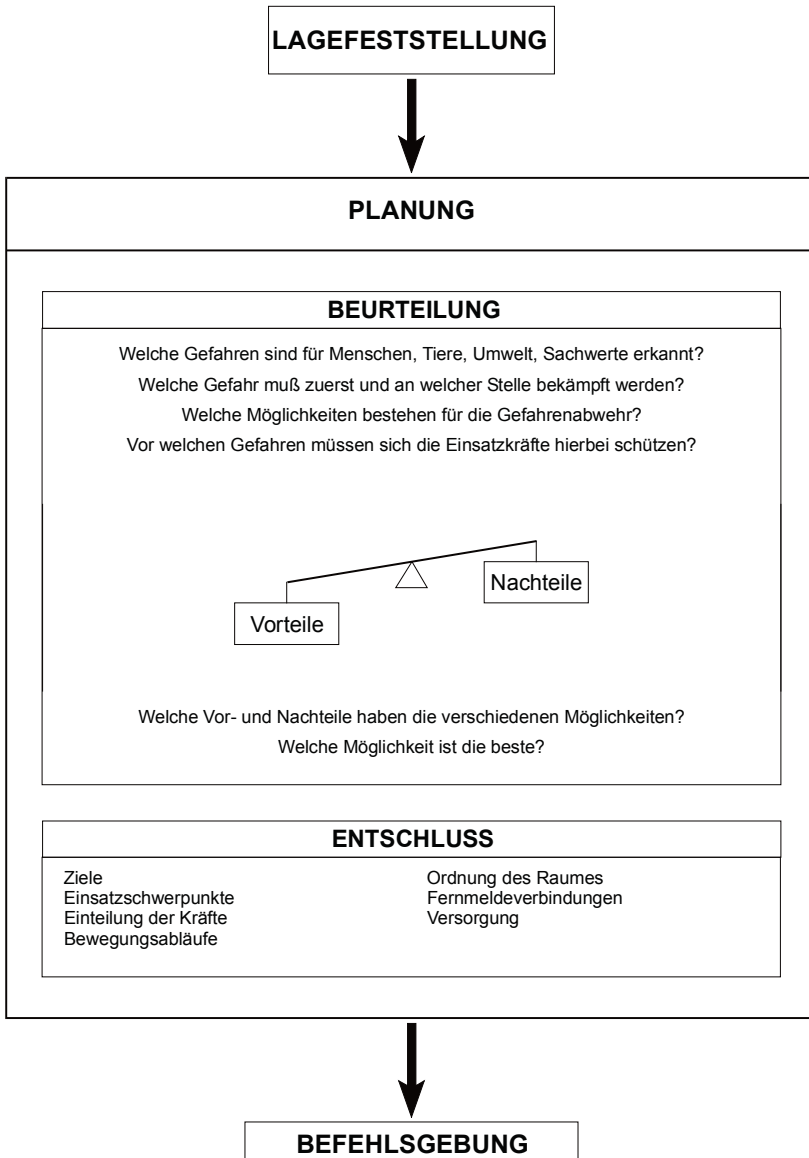 LAGEFESTSTELLUNG
PLANUNG
BEURTEILUNG
Welche Gefahren sind für Menschen, Tiere, Umwelt, Sachwerte erkannt?
Welche Gefahr muß zuerst und an welcher Stelle bekämpft werden?
Welche Möglichkeiten bestehen für die Gefahrenabwehr?
Vor welchen Gefahren müssen sich die Einsatzkräfte hierbei schützen?
Nachteile
Vorteile
Welche Vor- und Nachteile haben die verschiedenen Möglichkeiten?
Welche Möglichkeit ist die beste?
ENTSCHLUSS
Ziele
Einsatzschwerpunkte
Einteilung der Kräfte
Bewegungsabläufe
Ordnung des Raumes
Fernmeldeverbindungen
Versorgung
BEFEHLSGEBUNG